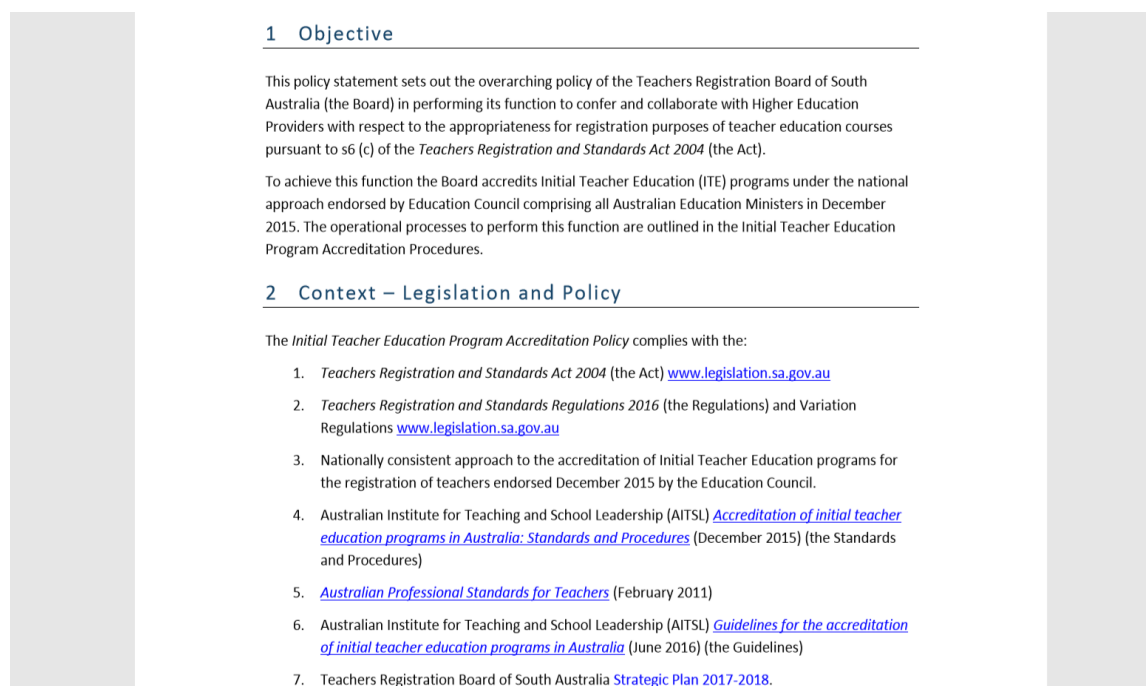 1 Objective
This policy statement sets out the overarching policy of the Teachers Registration Board of South
Australia (the Board) in performing its function to confer and collaborate with Higher Education
Providers with respect to the appropriateness for registration purposes of teacher education courses
pursuant to s6 (c) of the Teachers Registration and Standards Act 2004 (the Act).
To achieve this function the Board accredits Initial Teacher Education (ITE) programs under the national
approach endorsed by Education Council comprising all Australian Education Ministers in December
2015. The operational processes to perform this function are outlined in the Initial Teacher Education
Program Accreditation Procedures.
2 Context – Legislation and Policy
The Initial Teacher Education Program Accreditation Policy complies with the:
1. Teachers Registration and Standards Act 2004 (the Act) www.legislation.sa.gov.au
2. Teachers Registration and Standards Regulations 2016 (the Regulations) and Variation
Regulations www.legislation.sa.gov.au
3. Nationally consistent approach to the accreditation of Initial Teacher Education programs for
the registration of teachers endorsed December 2015 by the Education Council.
4. Australian Institute for Teaching and School Leadership (AITSL) Accreditation of initial teacher
education programs in Australia: Standards and Procedures (December 2015) (the Standards
and Procedures)
5. Australian Professional Standards for Teachers (February 2011)
6. Australian Institute for Teaching and School Leadership (AITSL) Guidelines for the accreditation
of initial teacher education programs in Australia (June 2016) (the Guidelines)
7. Teachers Registration Board of South Australia Strategic Plan 2017-2018.